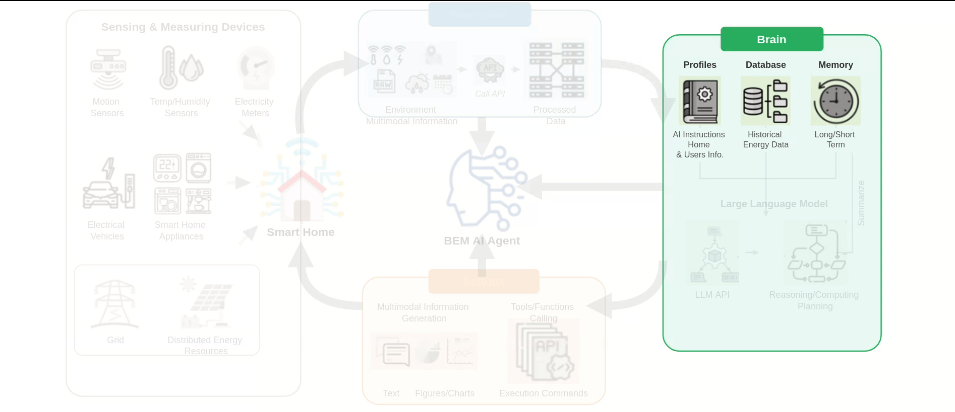 Sensing & Measuring Devices
Motion
Sensors
Temp/Humidity
Sensors
Electricity
Meters
Electrical
Vehicles
Smart Home
Appliances
Grid
Distributed Energy
Resources
Smart Home
Call API
Environment
Multimodal Information
Processed
Data
BEM AI Agent
Multimodal Information
Generation
Tools/Functions
Calling
API
Text
Figures/Charts
Execution Commands
Brain
Profiles
Database
Memory
AI Instructions
Home
& Users Info.
Historical
Energy Data
Long/Short
Term
Large Language Model
Summarize
LLM API
Reasoning/Computing
Planning